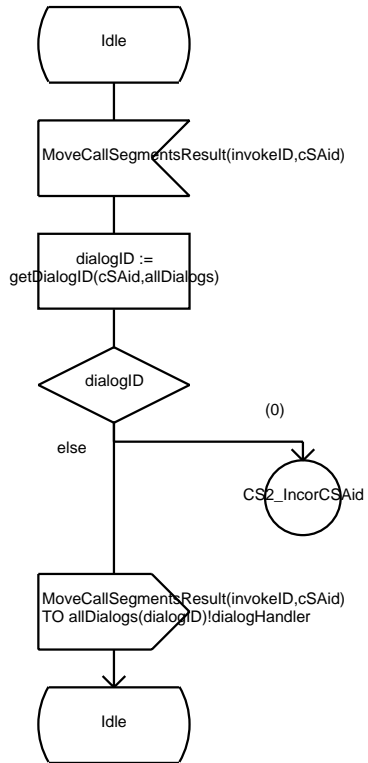 Idle
MoveCallSegmentsResult(invokeID,cSAid)
dialogID :=
getDialogID(cSAid,allDialogs)
dialogID
(0)
else
CS2_IncorCSAid
MoveCallSegmentsResult(invokeID,cSAid)
TO allDialogs(dialogID)!dialogHandler
Idle